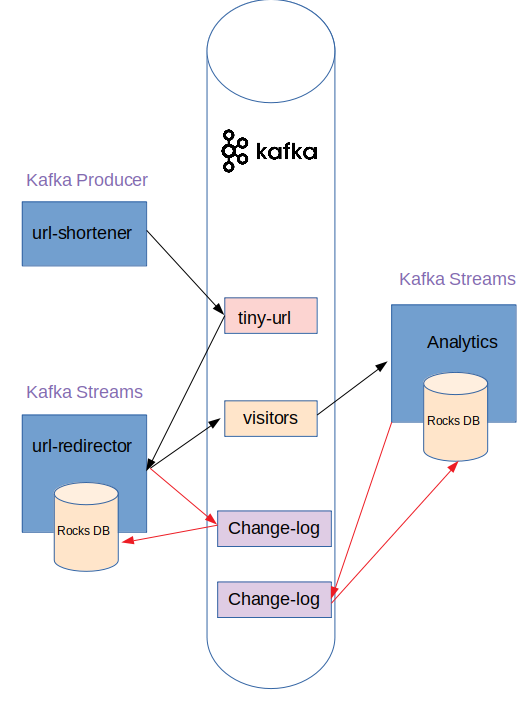 kafka
Kafka Producer
url-shortener
Kafka Streams
tiny-url
Analytics
Kafka Streams
visitors
Rocks DB
url-redirector
Rocks DB
Change-log
Change-log